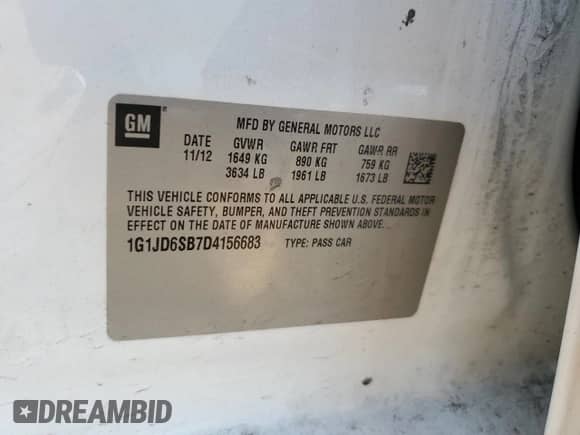 GM ®
MFD BY GENERAL MOTORS LLC
DATE GVWR GAWR FRT GAWR RR
11/12 1649 KG 890 KG 759 KG
3634 LB 1961 LB 1673 LB
THIS VEHICLE CONFORMS TO ALL APPLICABLE U.S. FEDERAL MOTOR
VEHICLE SAFETY, BUMPER, AND THEFT PREVENTION STANDARDS IN
EFFECT ON THE DATE OF MANUFACTURE SHOWN ABOVE.
1G1JD6SB7D4156683 TYPE: PASS CAR
DREAMBID